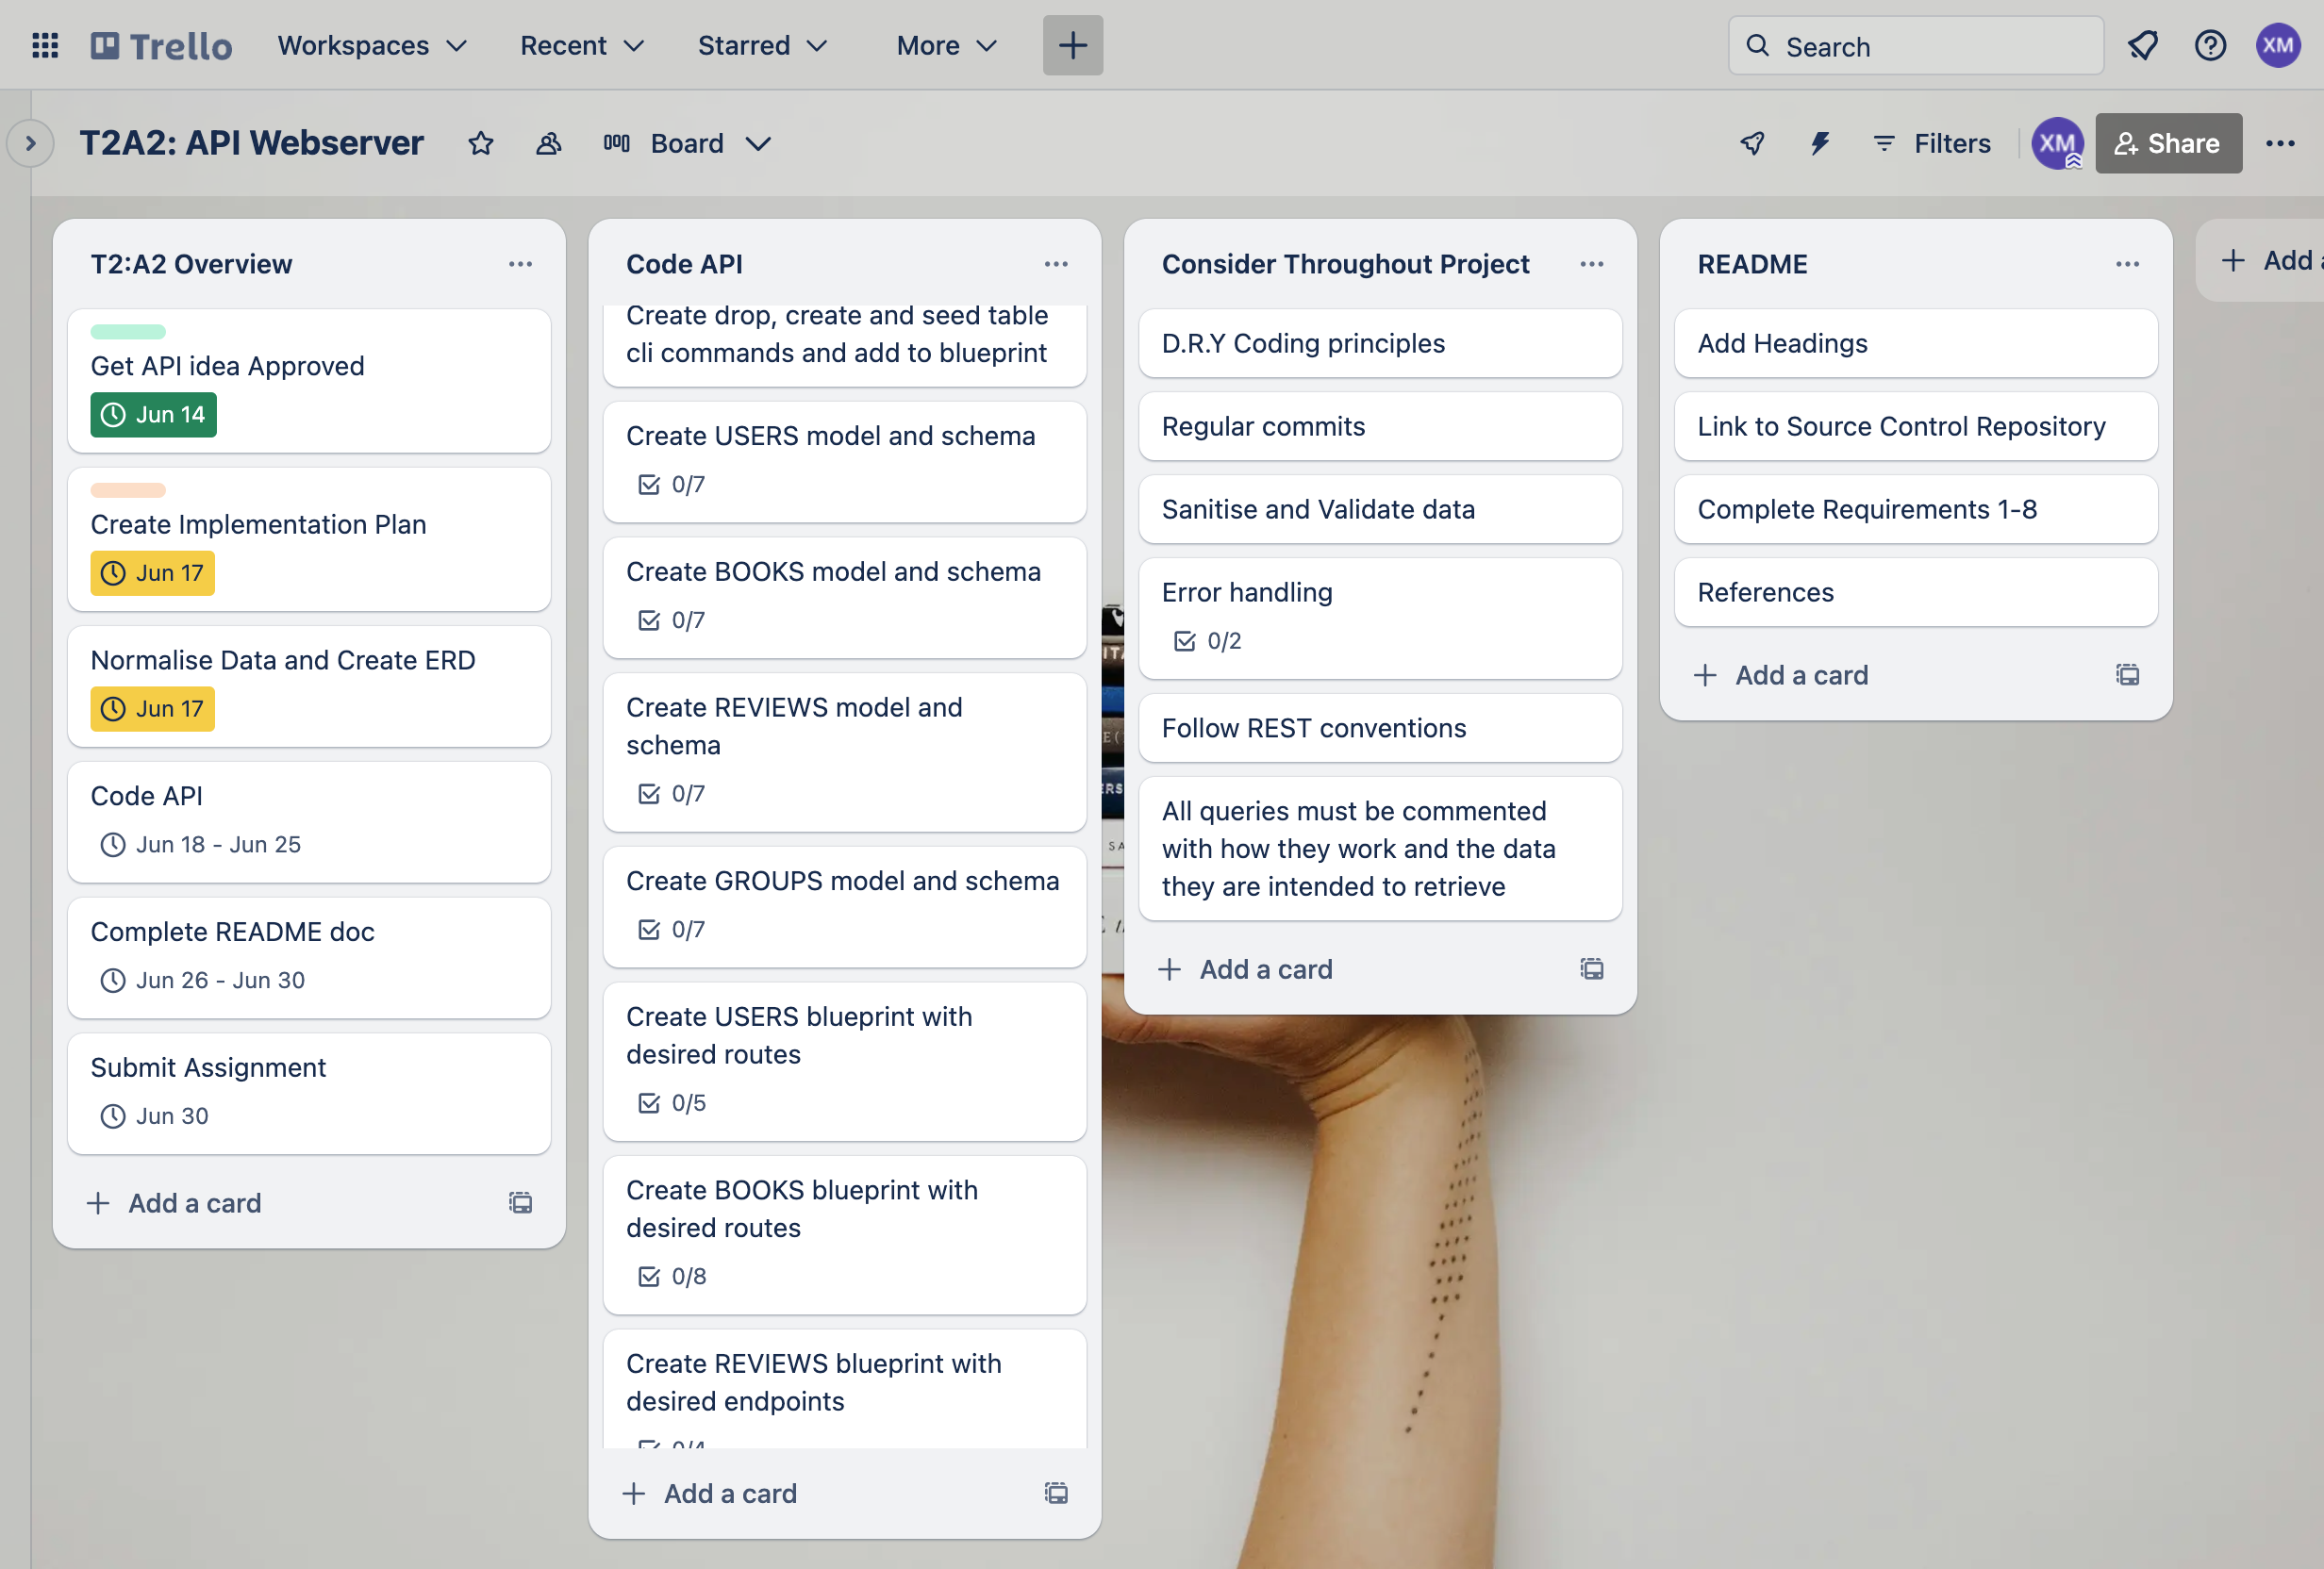 Trello
Workspaces
Recent
Starred
More
Search
XM
T2A2: API Webserver
Board
Filters
XM
Share
T2:A2 Overview
Get API idea Approved
Jun 14
Create Implementation Plan
Jun 17
Normalise Data and Create ERD
Jun 17
Code API
Jun 18 - Jun 25
Complete README doc
Jun 26 - Jun 30
Submit Assignment
Jun 30
Add a card
Code API
Create drop, create and seed table
cli commands and add to blueprint
Create USERS model and schema
0/7
Create BOOKS model and schema
0/7
Create REVIEWS model and
schema
0/7
Create GROUPS model and schema
0/7
Create USERS blueprint with
desired routes
0/5
Create BOOKS blueprint with
desired routes
0/8
Create REVIEWS blueprint with
desired endpoints
0/4
Add a card
Consider Throughout Project
D.R.Y Coding principles
Regular commits
Sanitise and Validate data
Error handling
0/2
Follow REST conventions
All queries must be commented
with how they work and the data
they are intended to retrieve
Add a card
README
Add Headings
Link to Source Control Repository
Complete Requirements 1-8
References
Add a card
Add